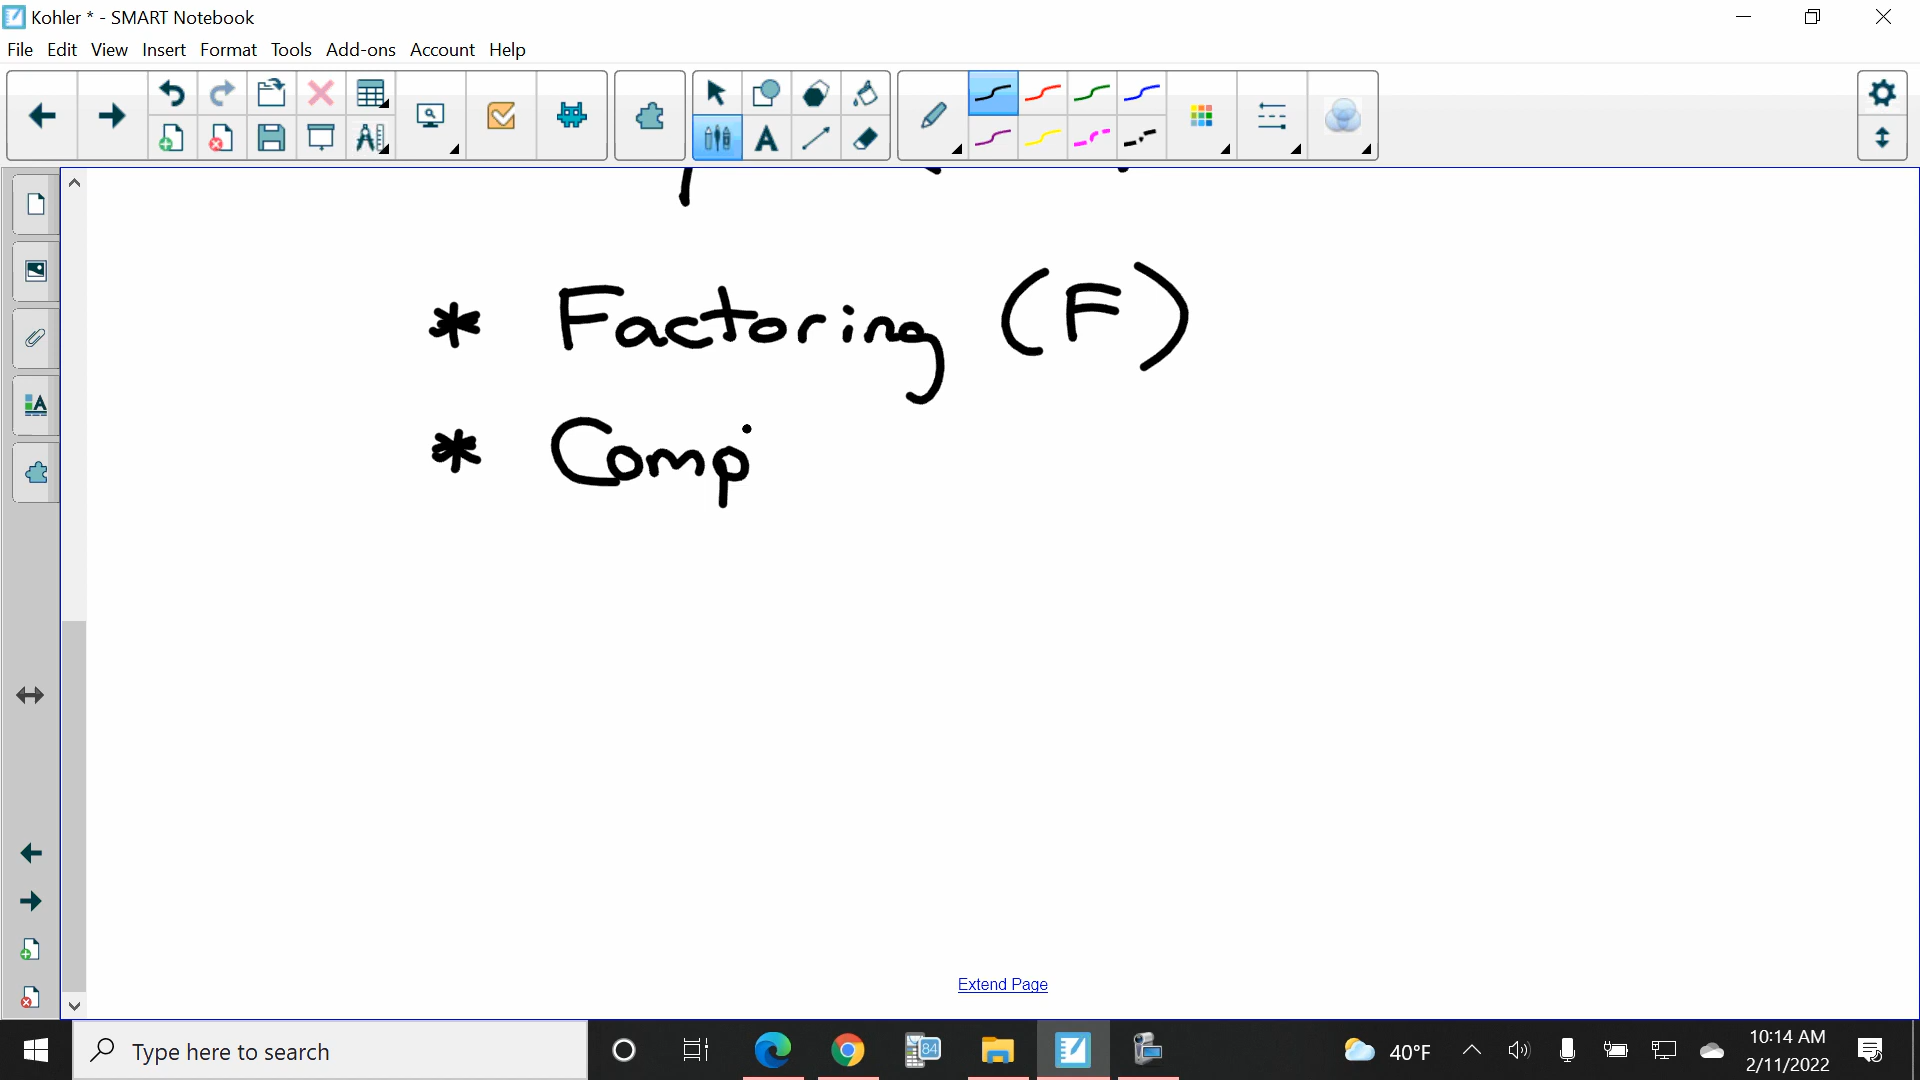 Kohler * - SMART Notebook
File Edit View Insert Format Tools Add-ons Account Help
* Factoring (F)
* Comp
Extend Page
Type here to search
84
40°F
10:14 AM
2/11/2022